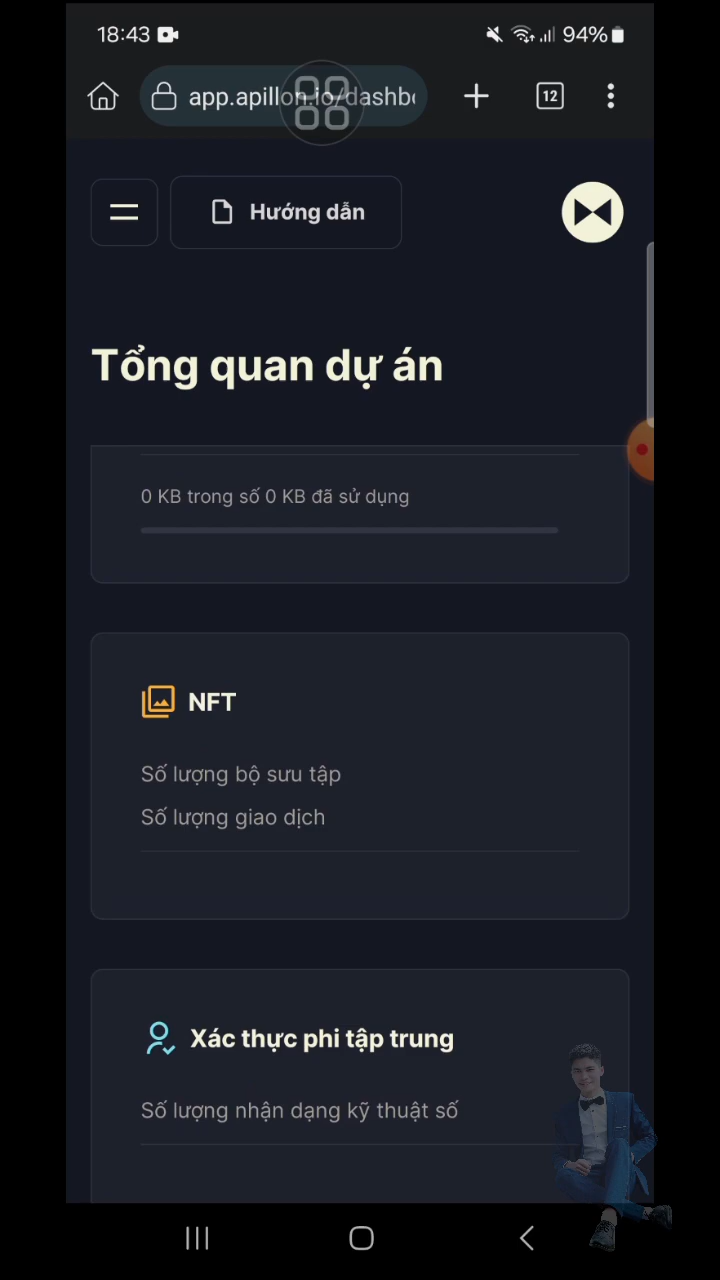 18:43
94%
app.apillon.io/dashbo
12
Hướng dẫn
Tổng quan dự án
0 KB trong số 0 KB đã sử dụng
NFT
Số lượng bộ sưu tập
Số lượng giao dịch
Xác thực phi tập trung
Số lượng nhận dạng kỹ thuật số